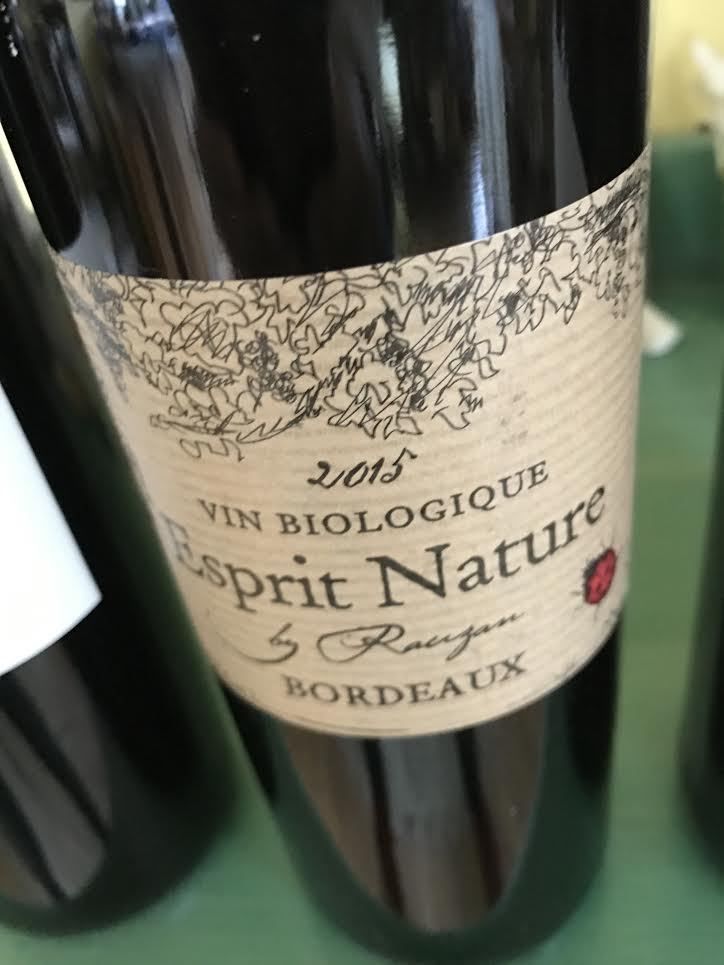 2015
VIN BIOLOGIQUE
Esprit Nature
by Rauzan
BORDEAUX